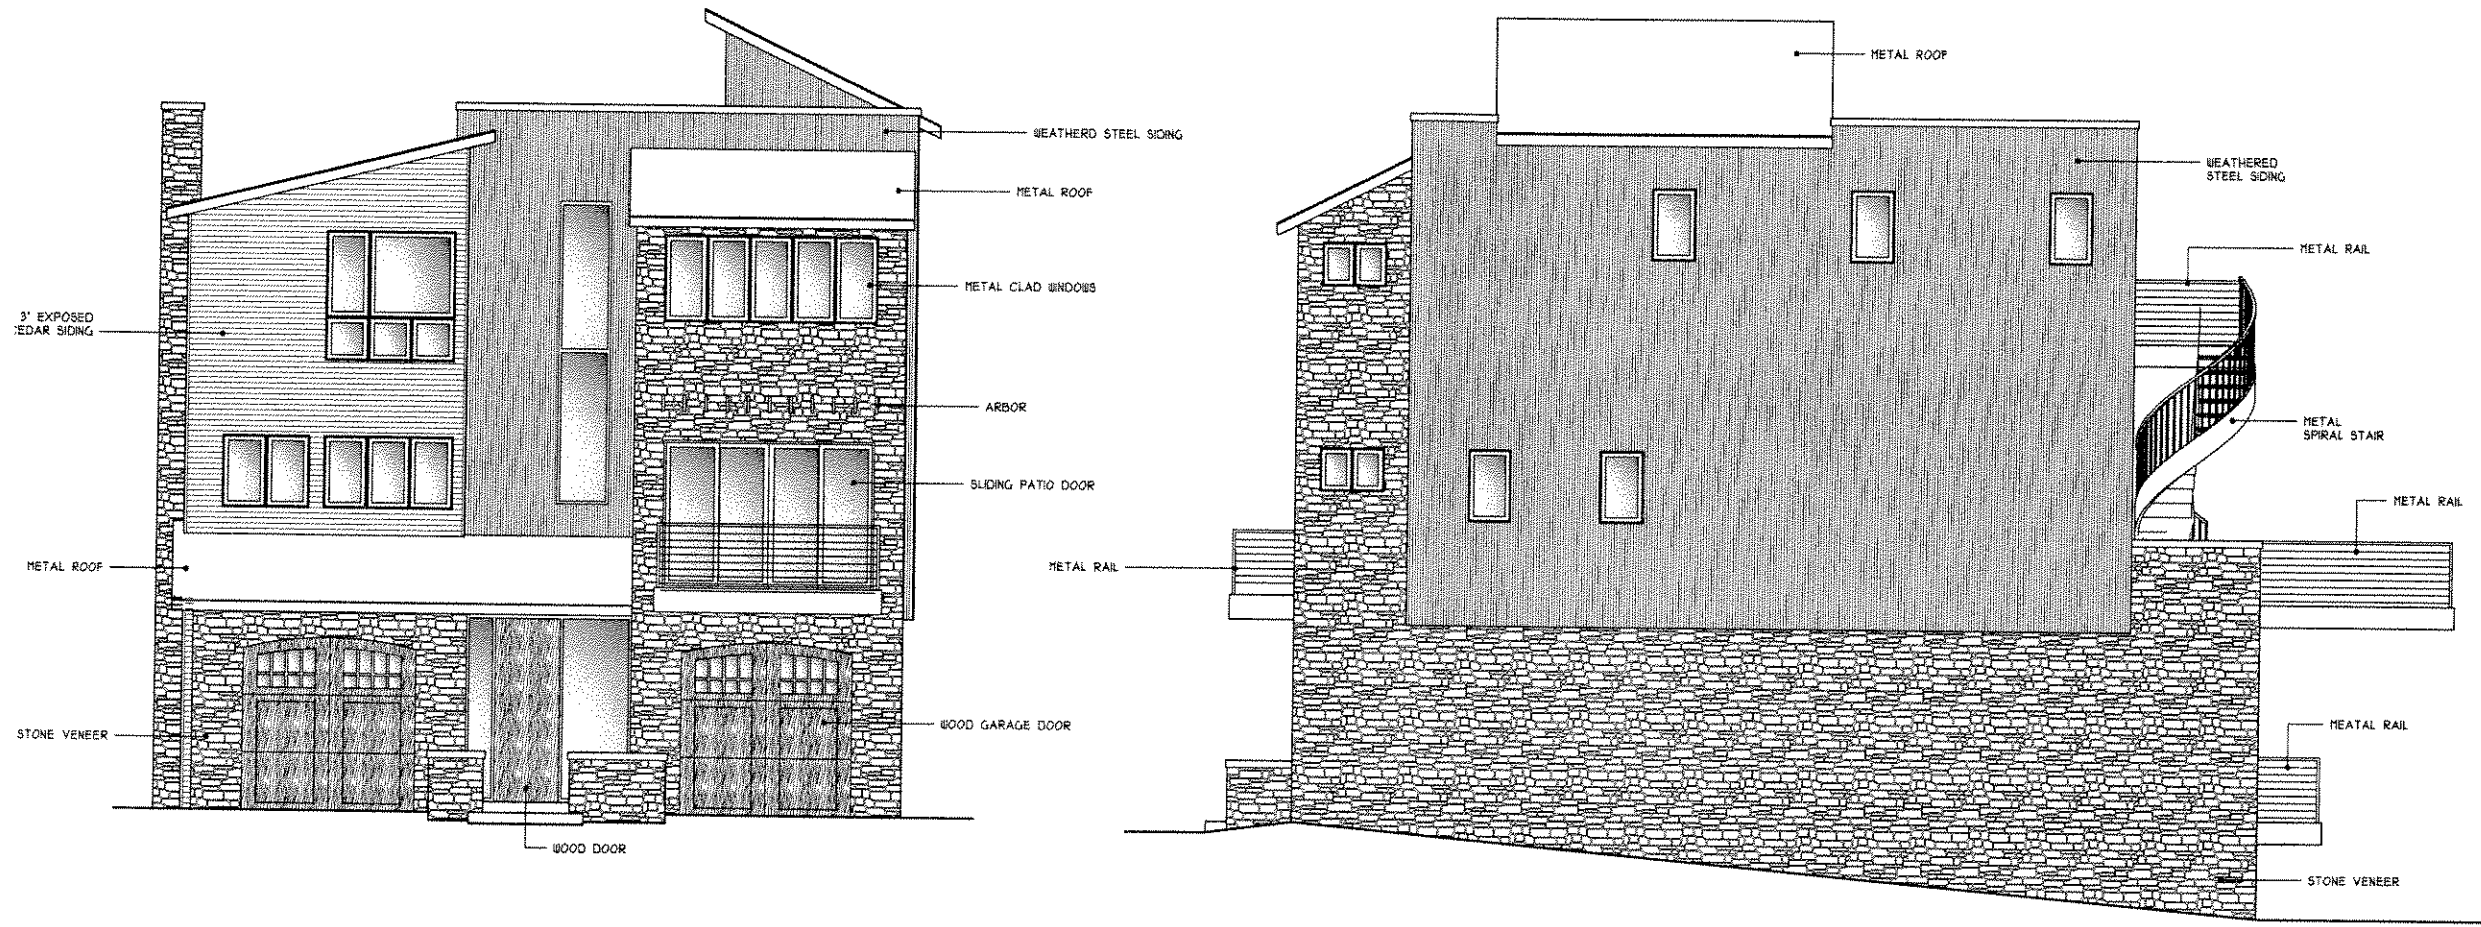 WEATHERD STEEL SIDING
METAL ROOF
METAL CLAD WINDOWS
3' EXPOSED
EDAR SIDING
ARBOR
SLIDING PATIO DOOR
METAL ROOF
STONE VENEER
WOOD GARAGE DOOR
WOOD DOOR
METAL ROOF
WEATHERED
STEEL SIDING
METAL RAIL
METAL
SPIRAL STAIR
METAL RAIL
METAL RAIL
MEATAL RAIL
STONE VENEER